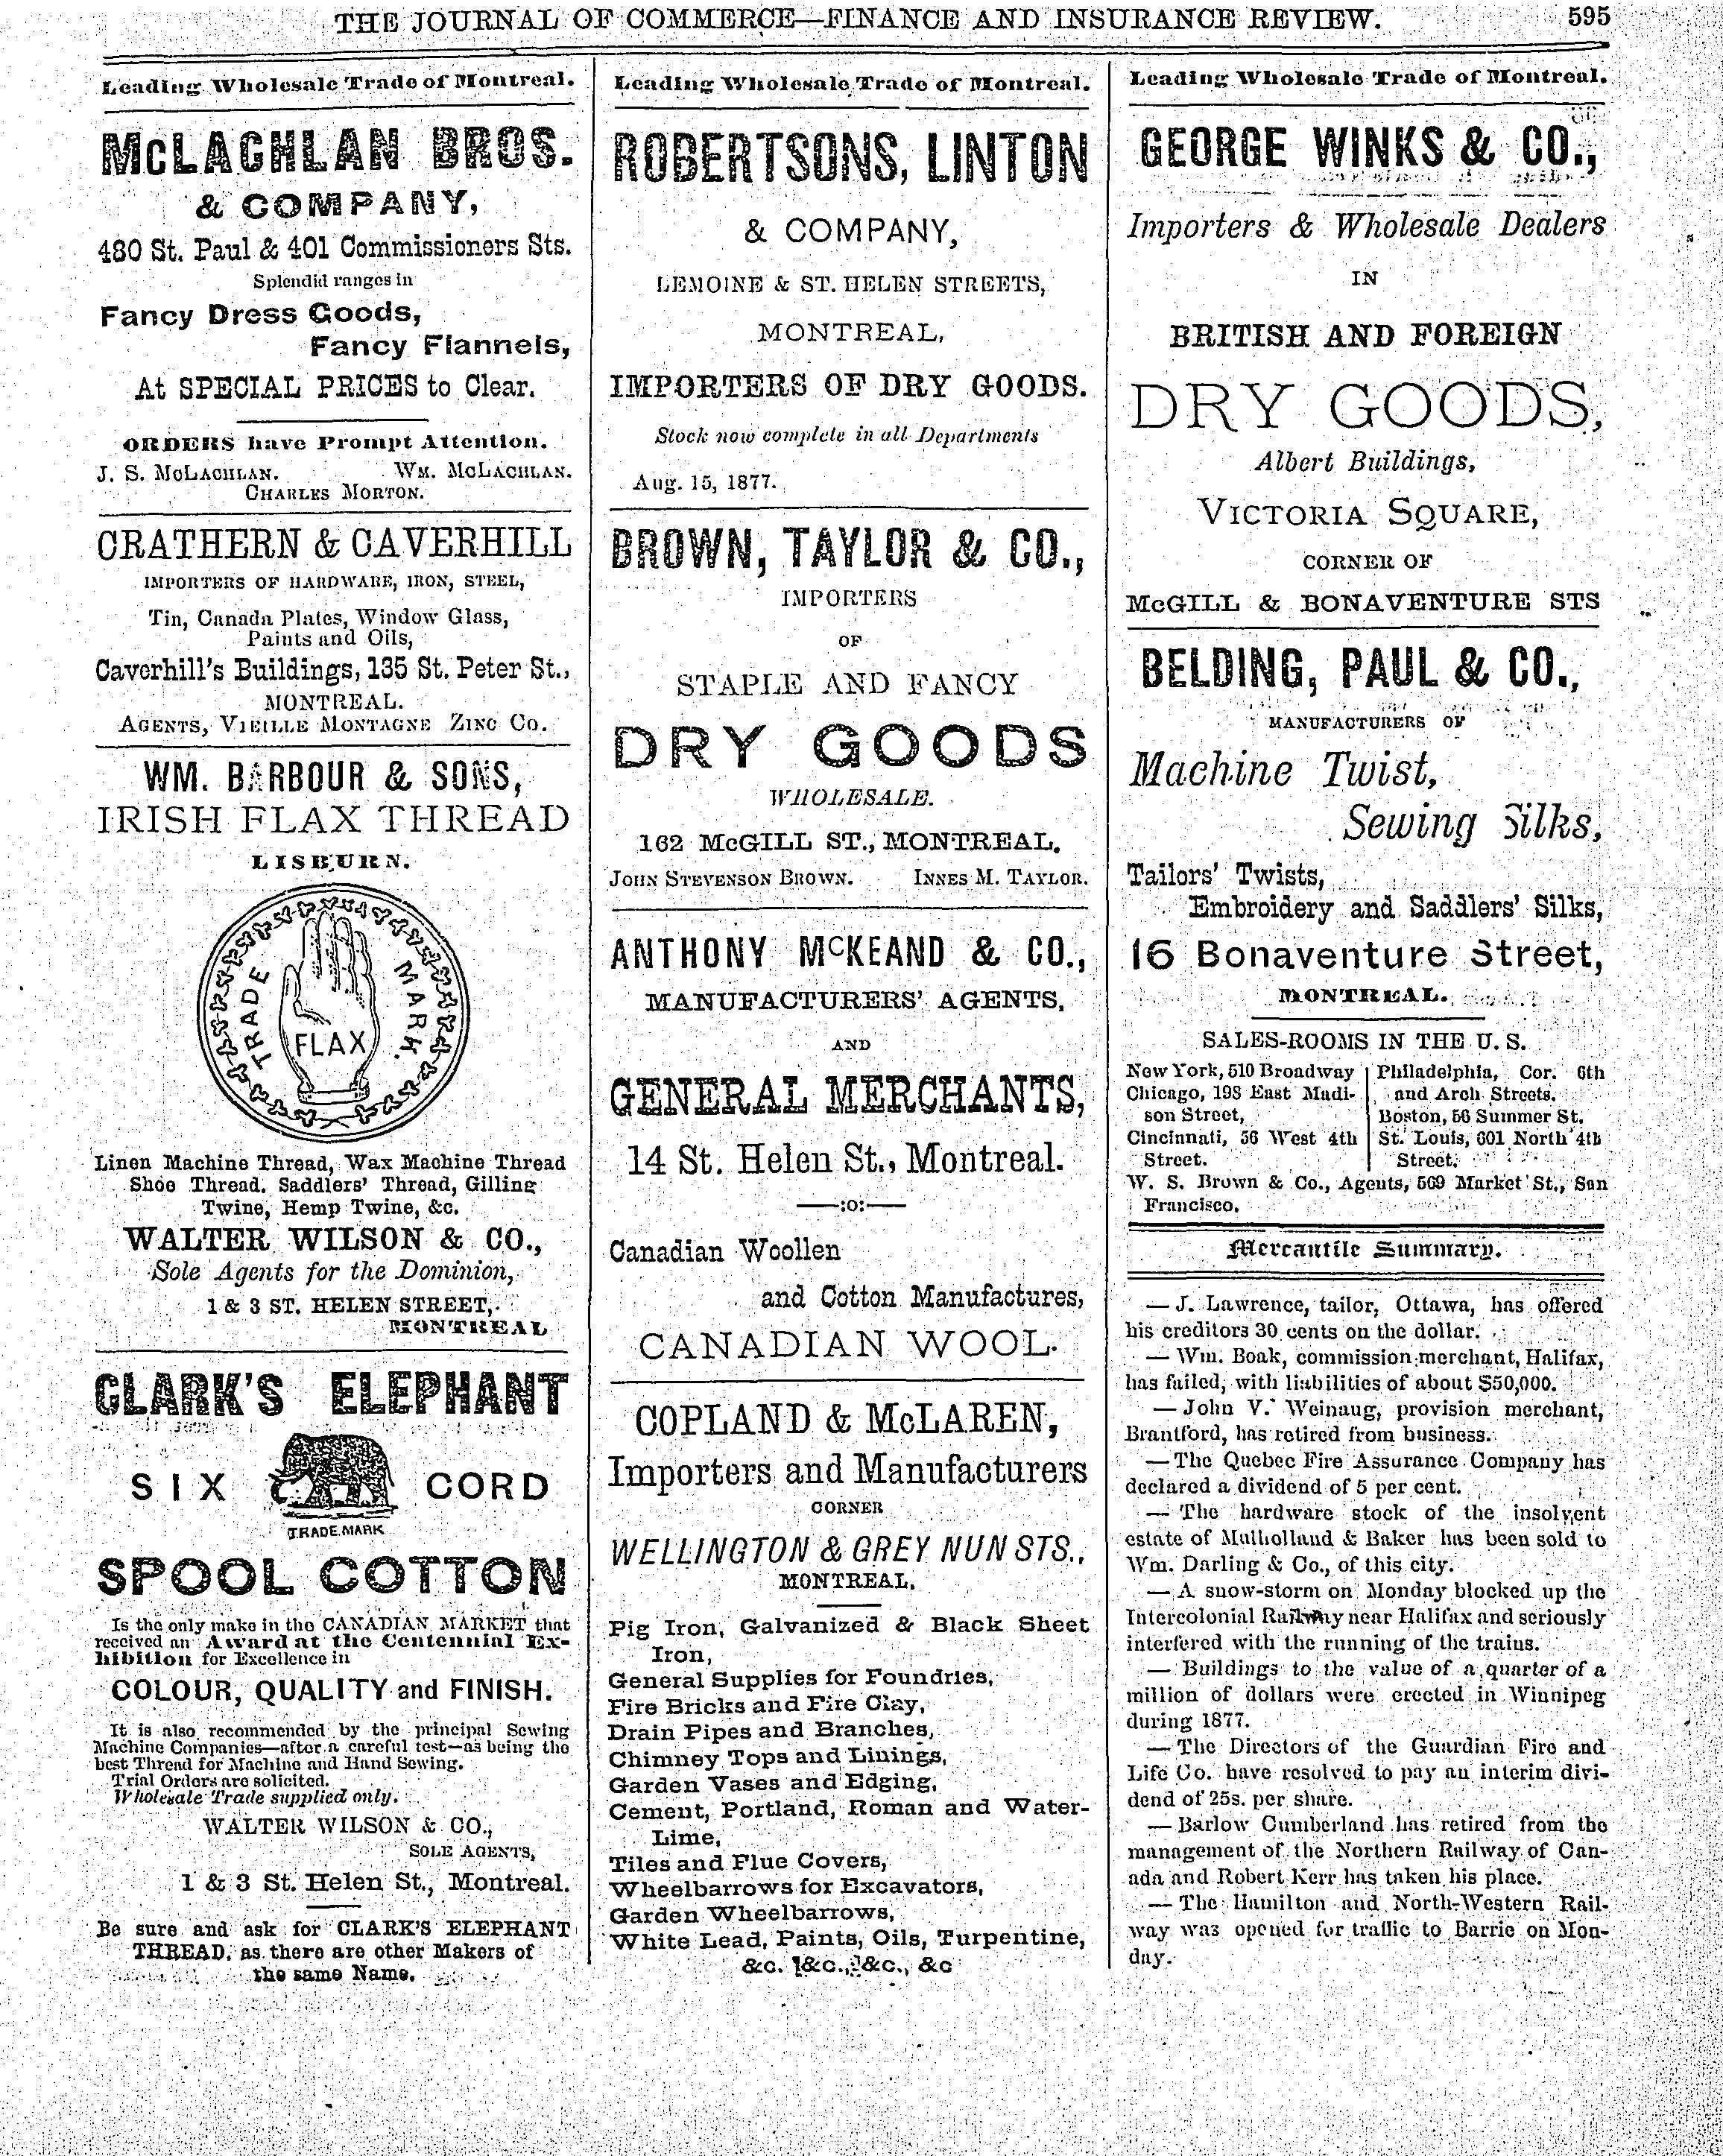 THE JOURNAL OF COMMERCE—FINANCE AND INSURANCE REVIEW. 595
Leading Wholesale Trade of Montreal.
McLACHLAN BROS.
& COMPANY,
480 St. Paul & 401 Commissioners Sts.
Splendid ranges in
Fancy Dress Goods,
Fancy Flannels,
At SPECIAL PRICES to Clear.
ORDERS have Prompt Attention.
J. S. McLachlan. Wm. McLachlan.
Charles Morton.
CRATHERN & CAVERHILL
IMPORTERS OF HARDWARE, IRON, STEEL,
Tin, Canada Plates, Window Glass,
Paints and Oils,
Caverhill's Buildings, 135 St. Peter St.,
MONTREAL.
Agents, Vieille Montagne Zinc Co.
WM. BARBOUR & SONS,
IRISH FLAX THREAD
LISBURN.
TRADE MARK.
FLAX
Linen Machine Thread, Wax Machine Thread
Shoe Thread. Saddlers' Thread, Gilling
Twine, Hemp Twine, &c.
WALTER WILSON & CO.,
Sole Agents for the Dominion,
1 & 3 ST. HELEN STREET,
MONTREAL
CLARK'S ELEPHANT
SIX CORD
TRADE MARK
SPOOL COTTON
Is the only make in the CANADIAN MARKET that
received an Award at the Centennial Ex-
hibition for Excellence in
COLOUR, QUALITY and FINISH.
It is also recommended by the principal Sewing
Machine Companies—after a careful test—as being the
best Thread for Machine and Hand Sewing.
Trial Orders are solicited.
Wholesale Trade supplied only.
WALTER WILSON & CO.,
Sole Agents,
1 & 3 St. Helen St., Montreal.
Be sure and ask for CLARK'S ELEPHANT
THREAD, as there are other Makers of
the same Name.
Leading Wholesale Trade of Montreal.
ROBERTSONS, LINTON
& COMPANY,
LEMOINE & ST. HELEN STREETS,
MONTREAL,
IMPORTERS OF DRY GOODS.
Stock now complete in all Departments
Aug. 15, 1877.
BROWN, TAYLOR & CO.,
IMPORTERS
OF
STAPLE AND FANCY
DRY GOODS
WHOLESALE.
162 McGILL ST., MONTREAL.
John Stevenson Brown. Innes M. Taylor.
ANTHONY McKEAND & CO.,
MANUFACTURERS' AGENTS,
AND
GENERAL MERCHANTS,
14 St. Helen St., Montreal.
—:o:—
Canadian Woollen
and Cotton Manufactures,
CANADIAN WOOL.
COPLAND & McLAREN,
Importers and Manufacturers
CORNER
WELLINGTON & GREY NUN STS.,
MONTREAL.
Pig Iron, Galvanized & Black Sheet
Iron,
General Supplies for Foundries,
Fire Bricks and Fire Clay,
Drain Pipes and Branches,
Chimney Tops and Linings,
Garden Vases and Edging,
Cement, Portland, Roman and Water-
Lime,
Tiles and Flue Covers,
Wheelbarrows for Excavators,
Garden Wheelbarrows,
White Lead, Paints, Oils, Turpentine,
&c. &c., &c., &c
Leading Wholesale Trade of Montreal.
GEORGE WINKS & CO.,
Importers & Wholesale Dealers
IN
BRITISH AND FOREIGN
DRY GOODS,
Albert Buildings,
Victoria Square,
CORNER OF
McGILL & BONAVENTURE STS
BELDING, PAUL & CO.,
MANUFACTURERS OF
Machine Twist,
Sewing Silks,
Tailors' Twists,
Embroidery and Saddlers' Silks,
16 Bonaventure Street,
MONTREAL.
SALES-ROOMS IN THE U. S.
New York, 510 Broadway
Chicago, 198 East Madi-
son Street,
Cincinnati, 56 West 4th
Street.
Philadelphia, Cor. 6th
and Arch Streets.
Boston, 56 Summer St.
St. Louis, 601 North 4th
Street.
W. S. Brown & Co., Agents, 569 Market St., San
Francisco.
Mercantile Summary.
— J. Lawrence, tailor, Ottawa, has offered
his creditors 30 cents on the dollar.
— Wm. Boak, commission merchant, Halifax,
has failed, with liabilities of about $50,000.
— John V. Weinaug, provision merchant,
Brantford, has retired from business.
— The Quebec Fire Assurance Company has
declared a dividend of 5 per cent.
— The hardware stock of the insolvent
estate of Mulholland & Baker has been sold to
Wm. Darling & Co., of this city.
— A snow-storm on Monday blocked up the
Intercolonial Railway near Halifax and seriously
interfered with the running of the trains.
— Buildings to the value of a quarter of a
million of dollars were erected in Winnipeg
during 1877.
— The Directors of the Guardian Fire and
Life Co. have resolved to pay an interim divi-
dend of 25s. per share.
— Barlow Cumberland has retired from the
management of the Northern Railway of Can-
ada and Robert Kerr has taken his place.
— The Hamilton and North-Western Rail-
way was opened for traffic to Barrie on Mon-
day.